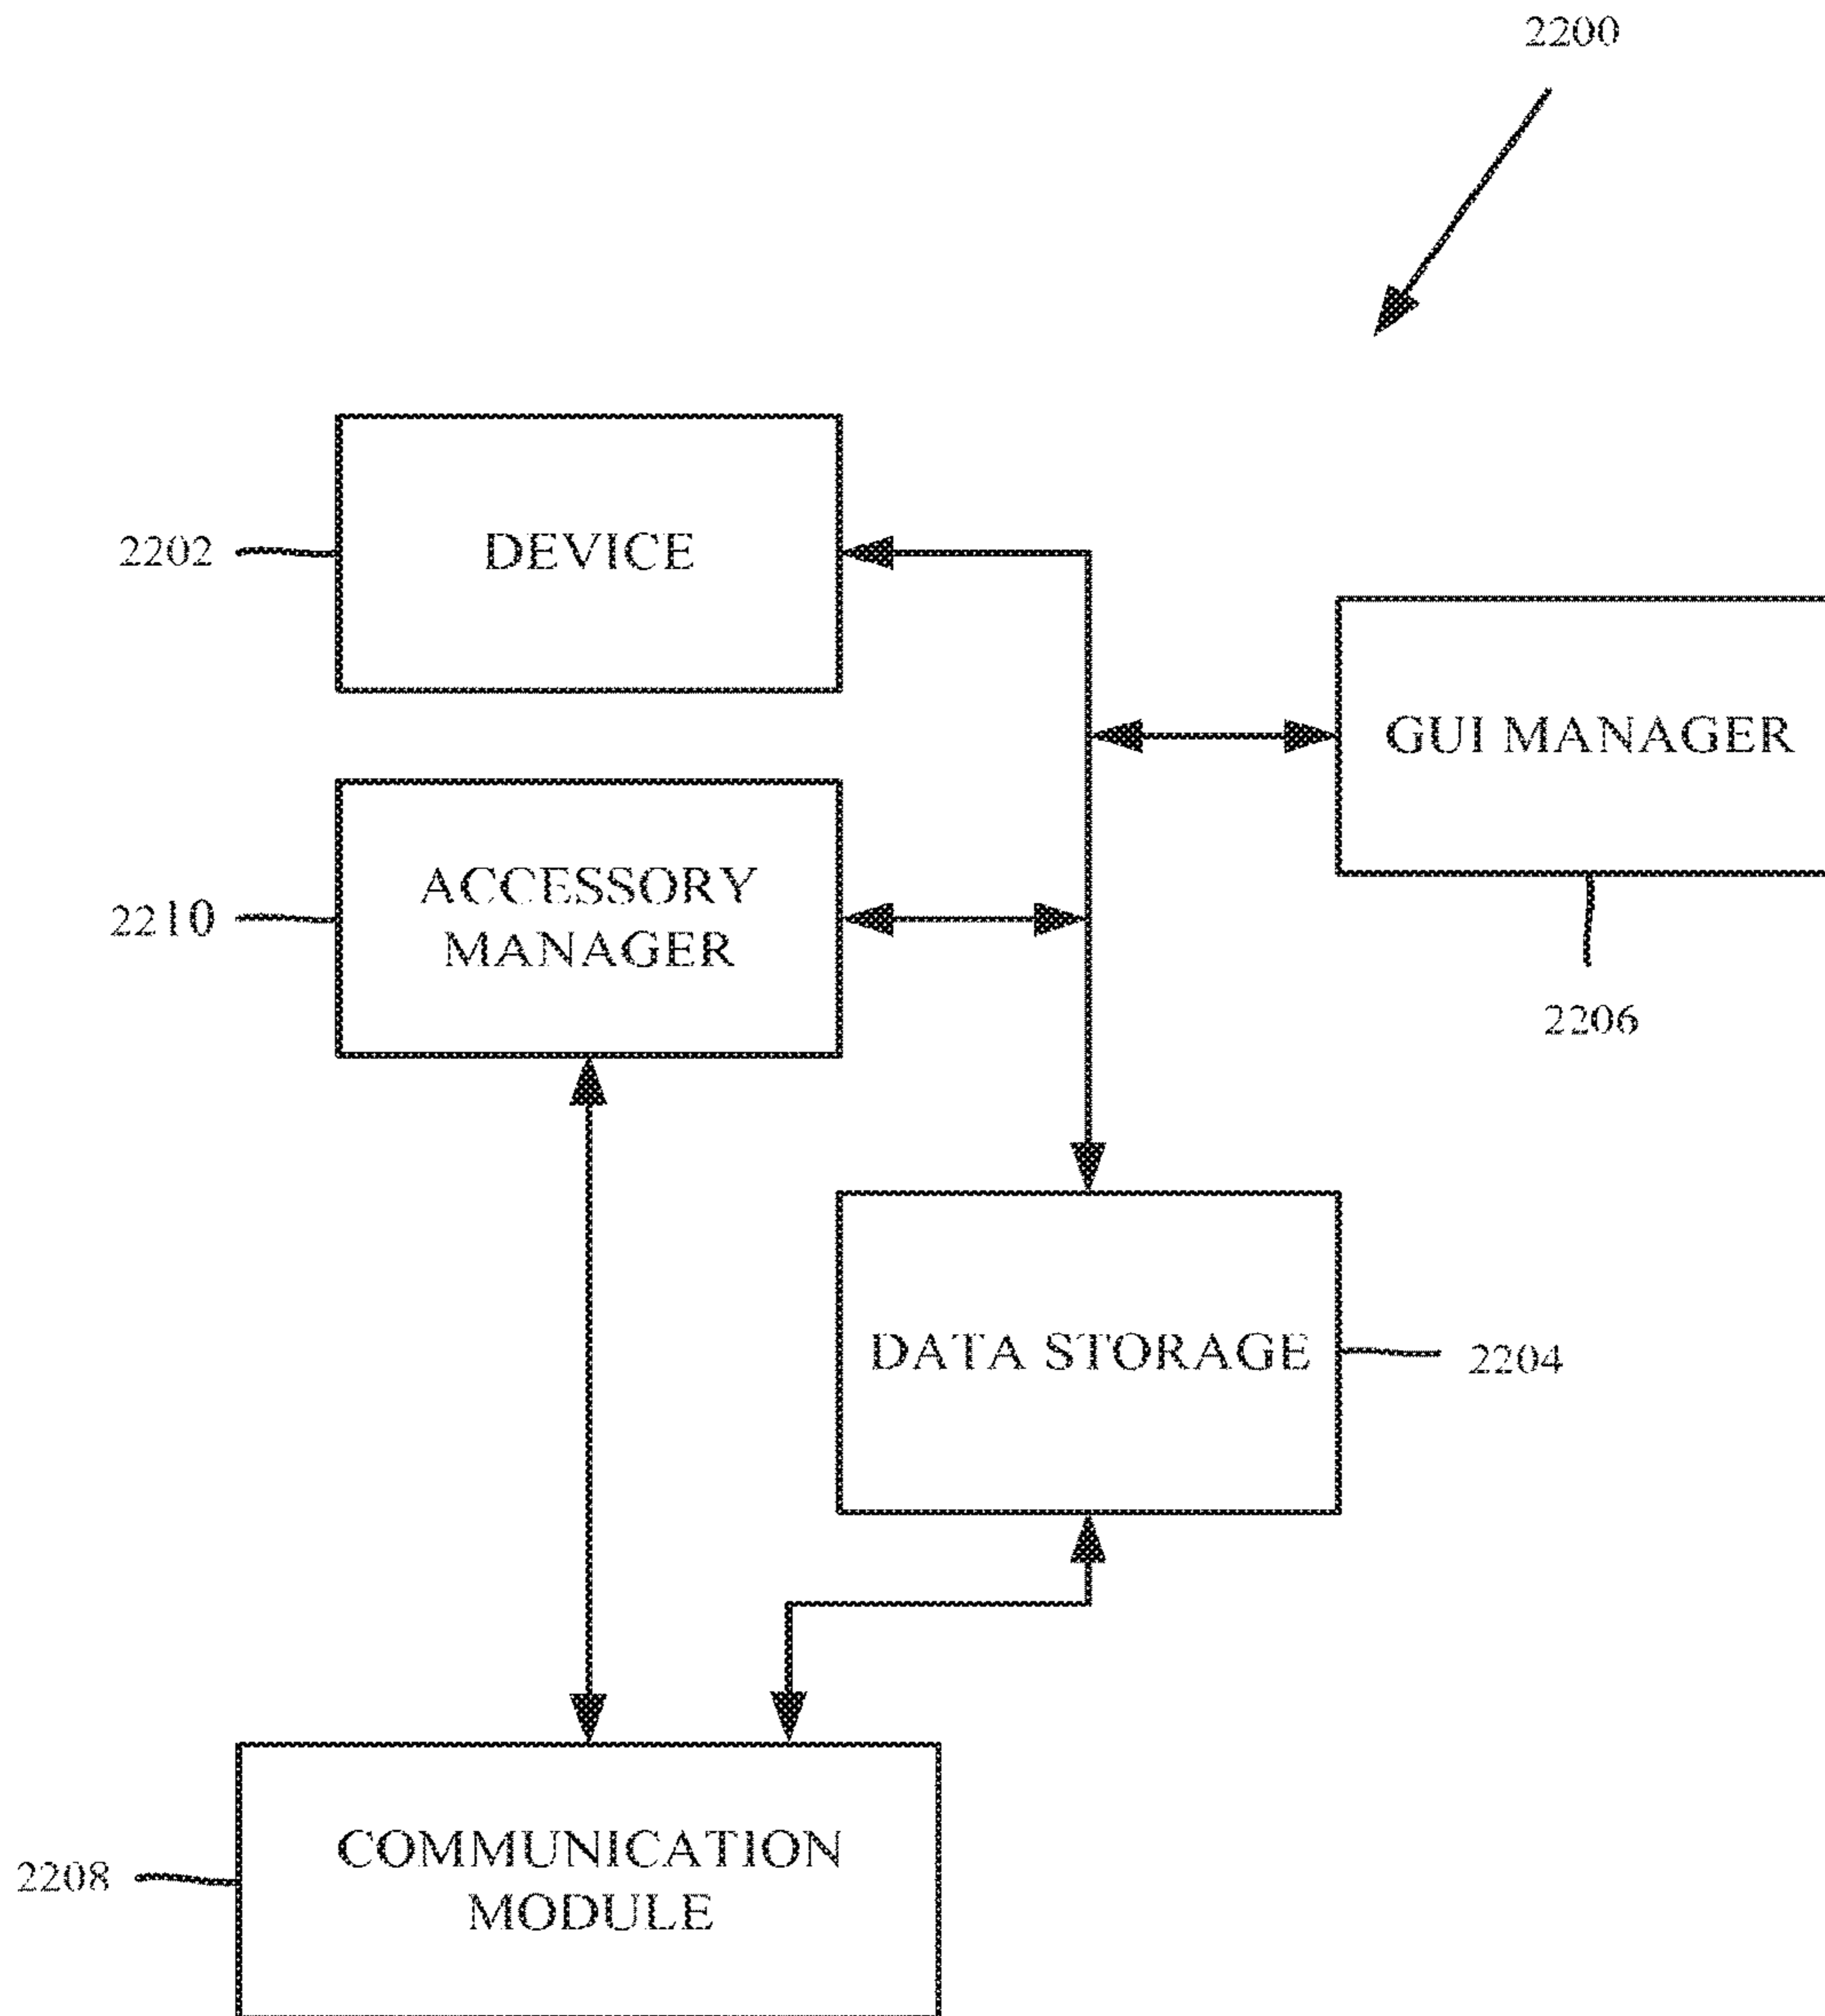 2200
DEVICE
2202
GUI MANAGER
ACCESSORY
MANAGER
2210
2206
DATA STORAGE
2204
COMMUNICATION
MODULE
2208